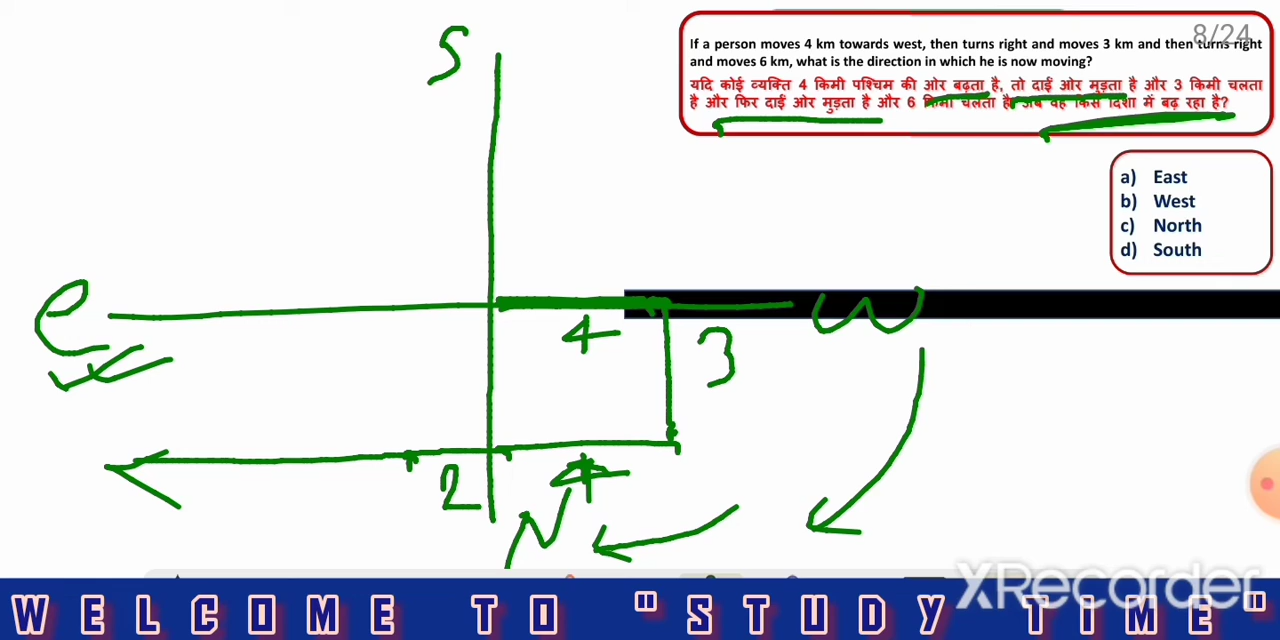 8/24
If a person moves 4 km towards west, then turns right and moves 3 km and then turns right
and moves 6 km, what is the direction in which he is now moving?
यदि कोई व्यक्ति 4 किमी पश्चिम की ओर बढ़ता है, तो दाईं ओर मुड़ता है और 3 किमी चलता
है और फिर दाईं ओर मुड़ता है और 6 किमी चलता है, अब वह किस दिशा में बढ़ रहा है?
a) East
b) West
c) North
d) South
S
e
W
4
3
2
4
N
XRecorder
WELCOME TO "STUDY TIME"